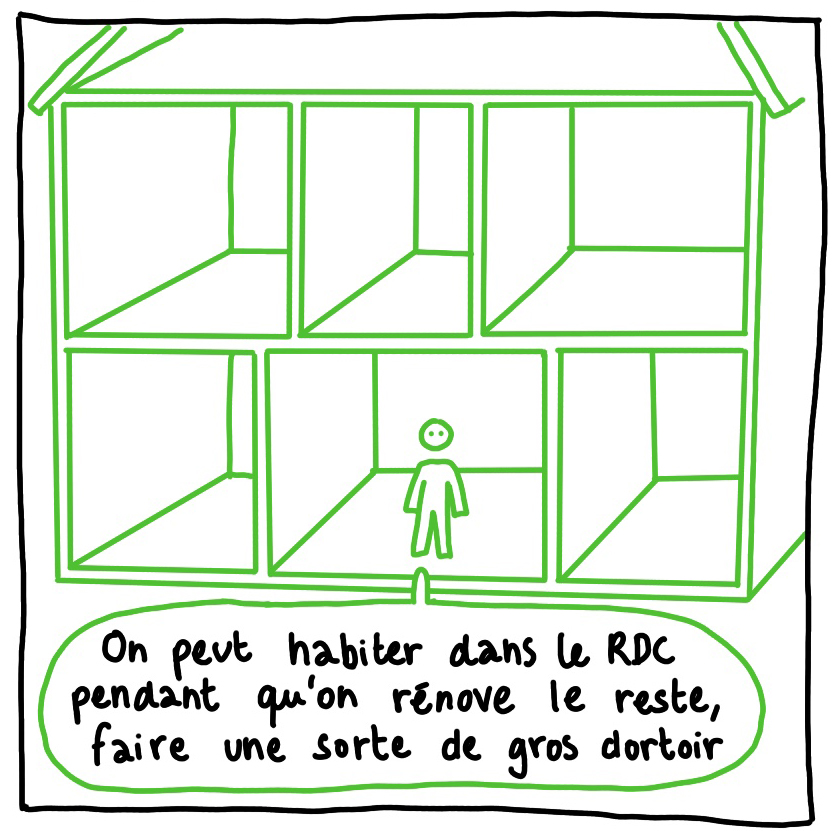 On peut habiter dans le RDC
pendant qu'on rénove le reste,
faire une sorte de gros dortoir